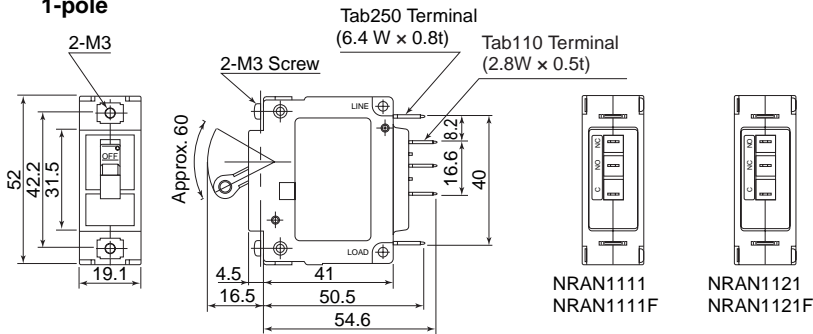 1-pole
2-M3
2-M3 Screw
Tab250 Terminal
(6.4 W × 0.8t)
Tab110 Terminal
(2.8W × 0.5t)
52
42.2
31.5
OFF
19.1
Approx. 60
LINE
LOAD
8.2
16.6
40
4.5
41
16.5
50.5
54.6
NC
NO
C
NRAN1111
NRAN1111F
NO
NC
C
NRAN1121
NRAN1121F